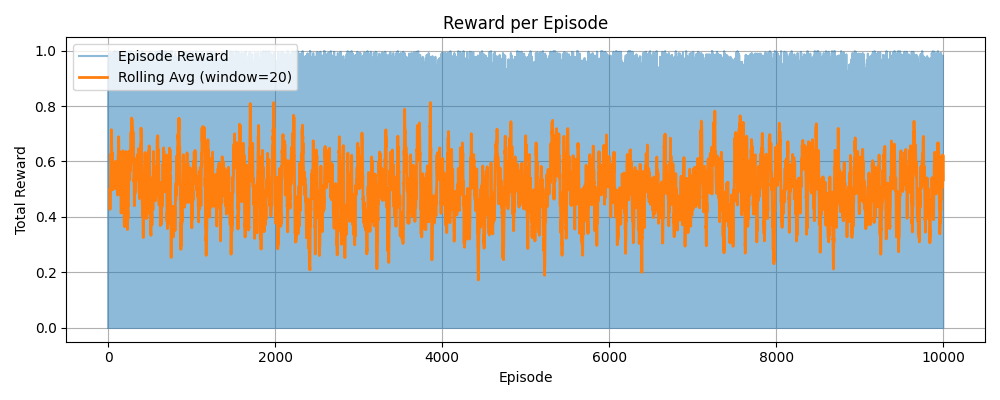 Reward per Episode
Episode Reward
Rolling Avg (window=20)
Total Reward
1.0
0.8
0.6
0.4
0.2
0.0
0
2000
4000
6000
8000
10000
Episode